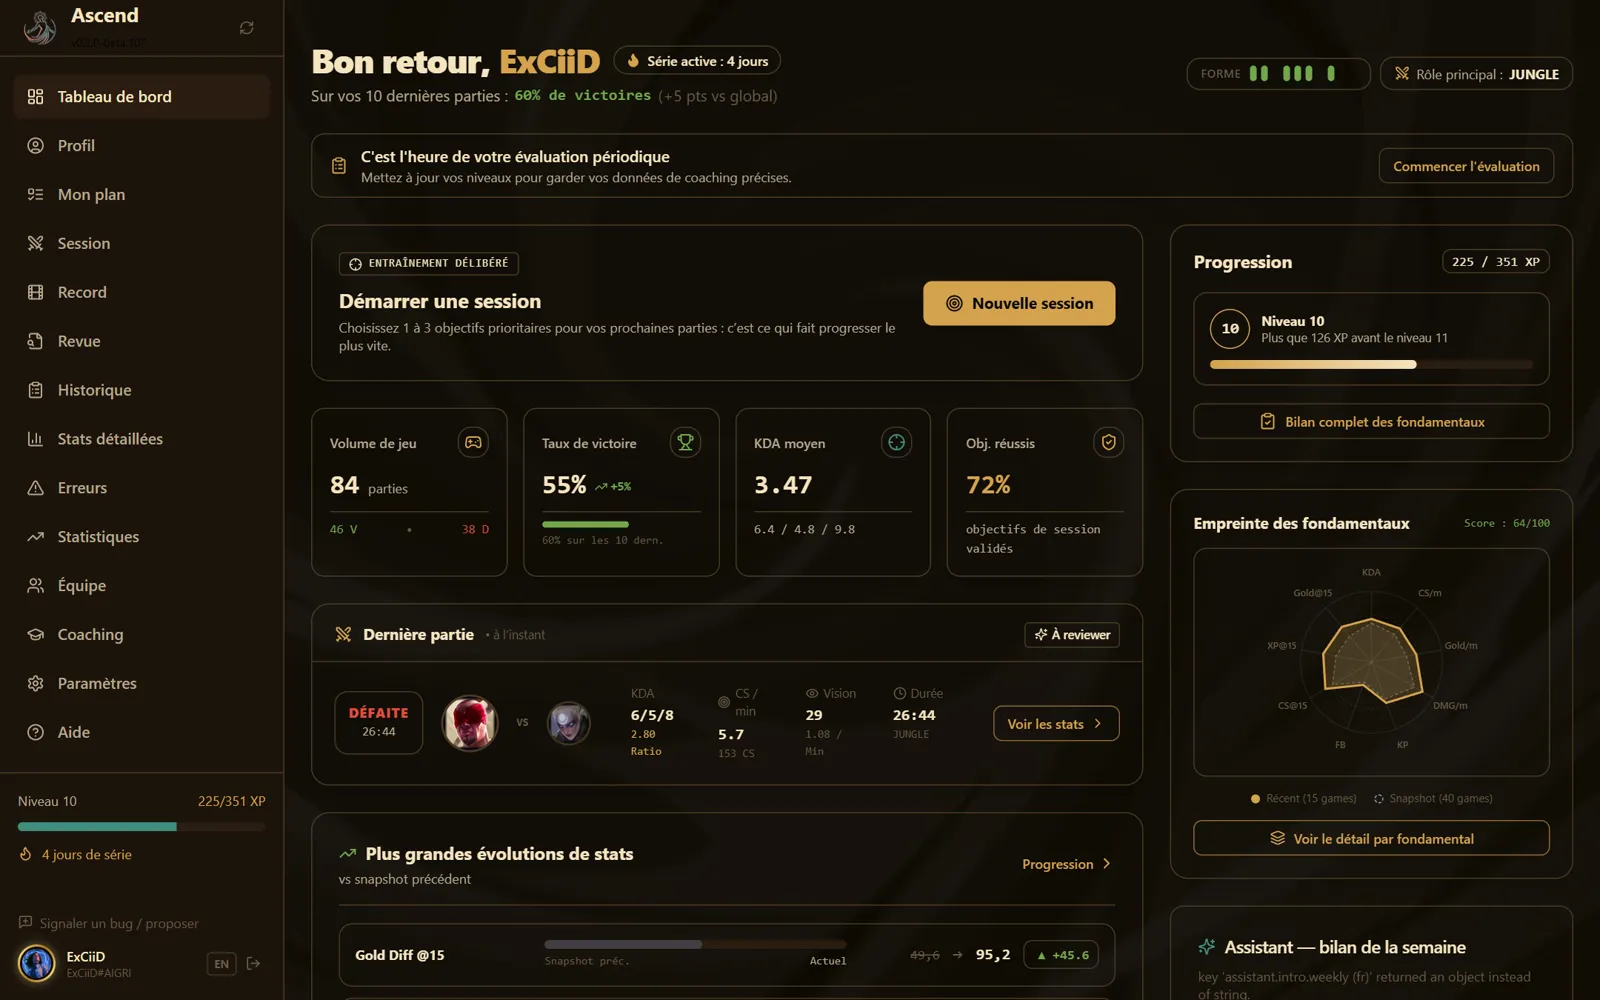 Ascend
Tableau de bord
Profil
Mon plan
Session
Record
Revue
Historique
Stats détaillées
Erreurs
Statistiques
Équipe
Coaching
Paramètres
Aide
Niveau 10 225/351 XP
4 jours de série
Signaler un bug / proposer
ExCiiD
ExCiiD#AIGRI
EN
Bon retour, ExCiiD
Série active : 4 jours
Sur vos 10 dernières parties : 60% de victoires (+5 pts vs global)
FORME
Rôle principal : JUNGLE
C'est l'heure de votre évaluation périodique
Mettez à jour vos niveaux pour garder vos données de coaching précises.
Commencer l'évaluation
ENTRAÎNEMENT DÉLIBÉRÉ
Démarrer une session
Choisissez 1 à 3 objectifs prioritaires pour vos prochaines parties : c’est ce qui fait progresser le
plus vite.
Nouvelle session
Volume de jeu
84 parties
46 V • 38 D
Taux de victoire
55% +5%
60% sur les 10 dern.
KDA moyen
3.47
6.4 / 4.8 / 9.8
Obj. réussis
72%
objectifs de session
validés
Dernière partie • à l'instant
À reviewer
DÉFAITE
26:44
VS
KDA
6/5/8
2.80
Ratio
CS /
min
5.7
153 CS
Vision
29
1.08 /
Min
Durée
26:44
JUNGLE
Voir les stats
Plus grandes évolutions de stats
vs snapshot précédent
Progression
Gold Diff @15
Snapshot préc. Actuel
49,6 → 95,2 ▲ +45.6
Progression
225 / 351 XP
10
Niveau 10
Plus que 126 XP avant le niveau 11
Bilan complet des fondamentaux
Empreinte des fondamentaux
Score : 64/100
KDA
CS/m
Gold/m
DMG/m
KP
FB
CS@15
XP@15
Gold@15
Récent (15 games) Snapshot (40 games)
Voir le détail par fondamental
Assistant — bilan de la semaine
key 'assistant.intro.weekly (fr)' returned an object instead
of string.